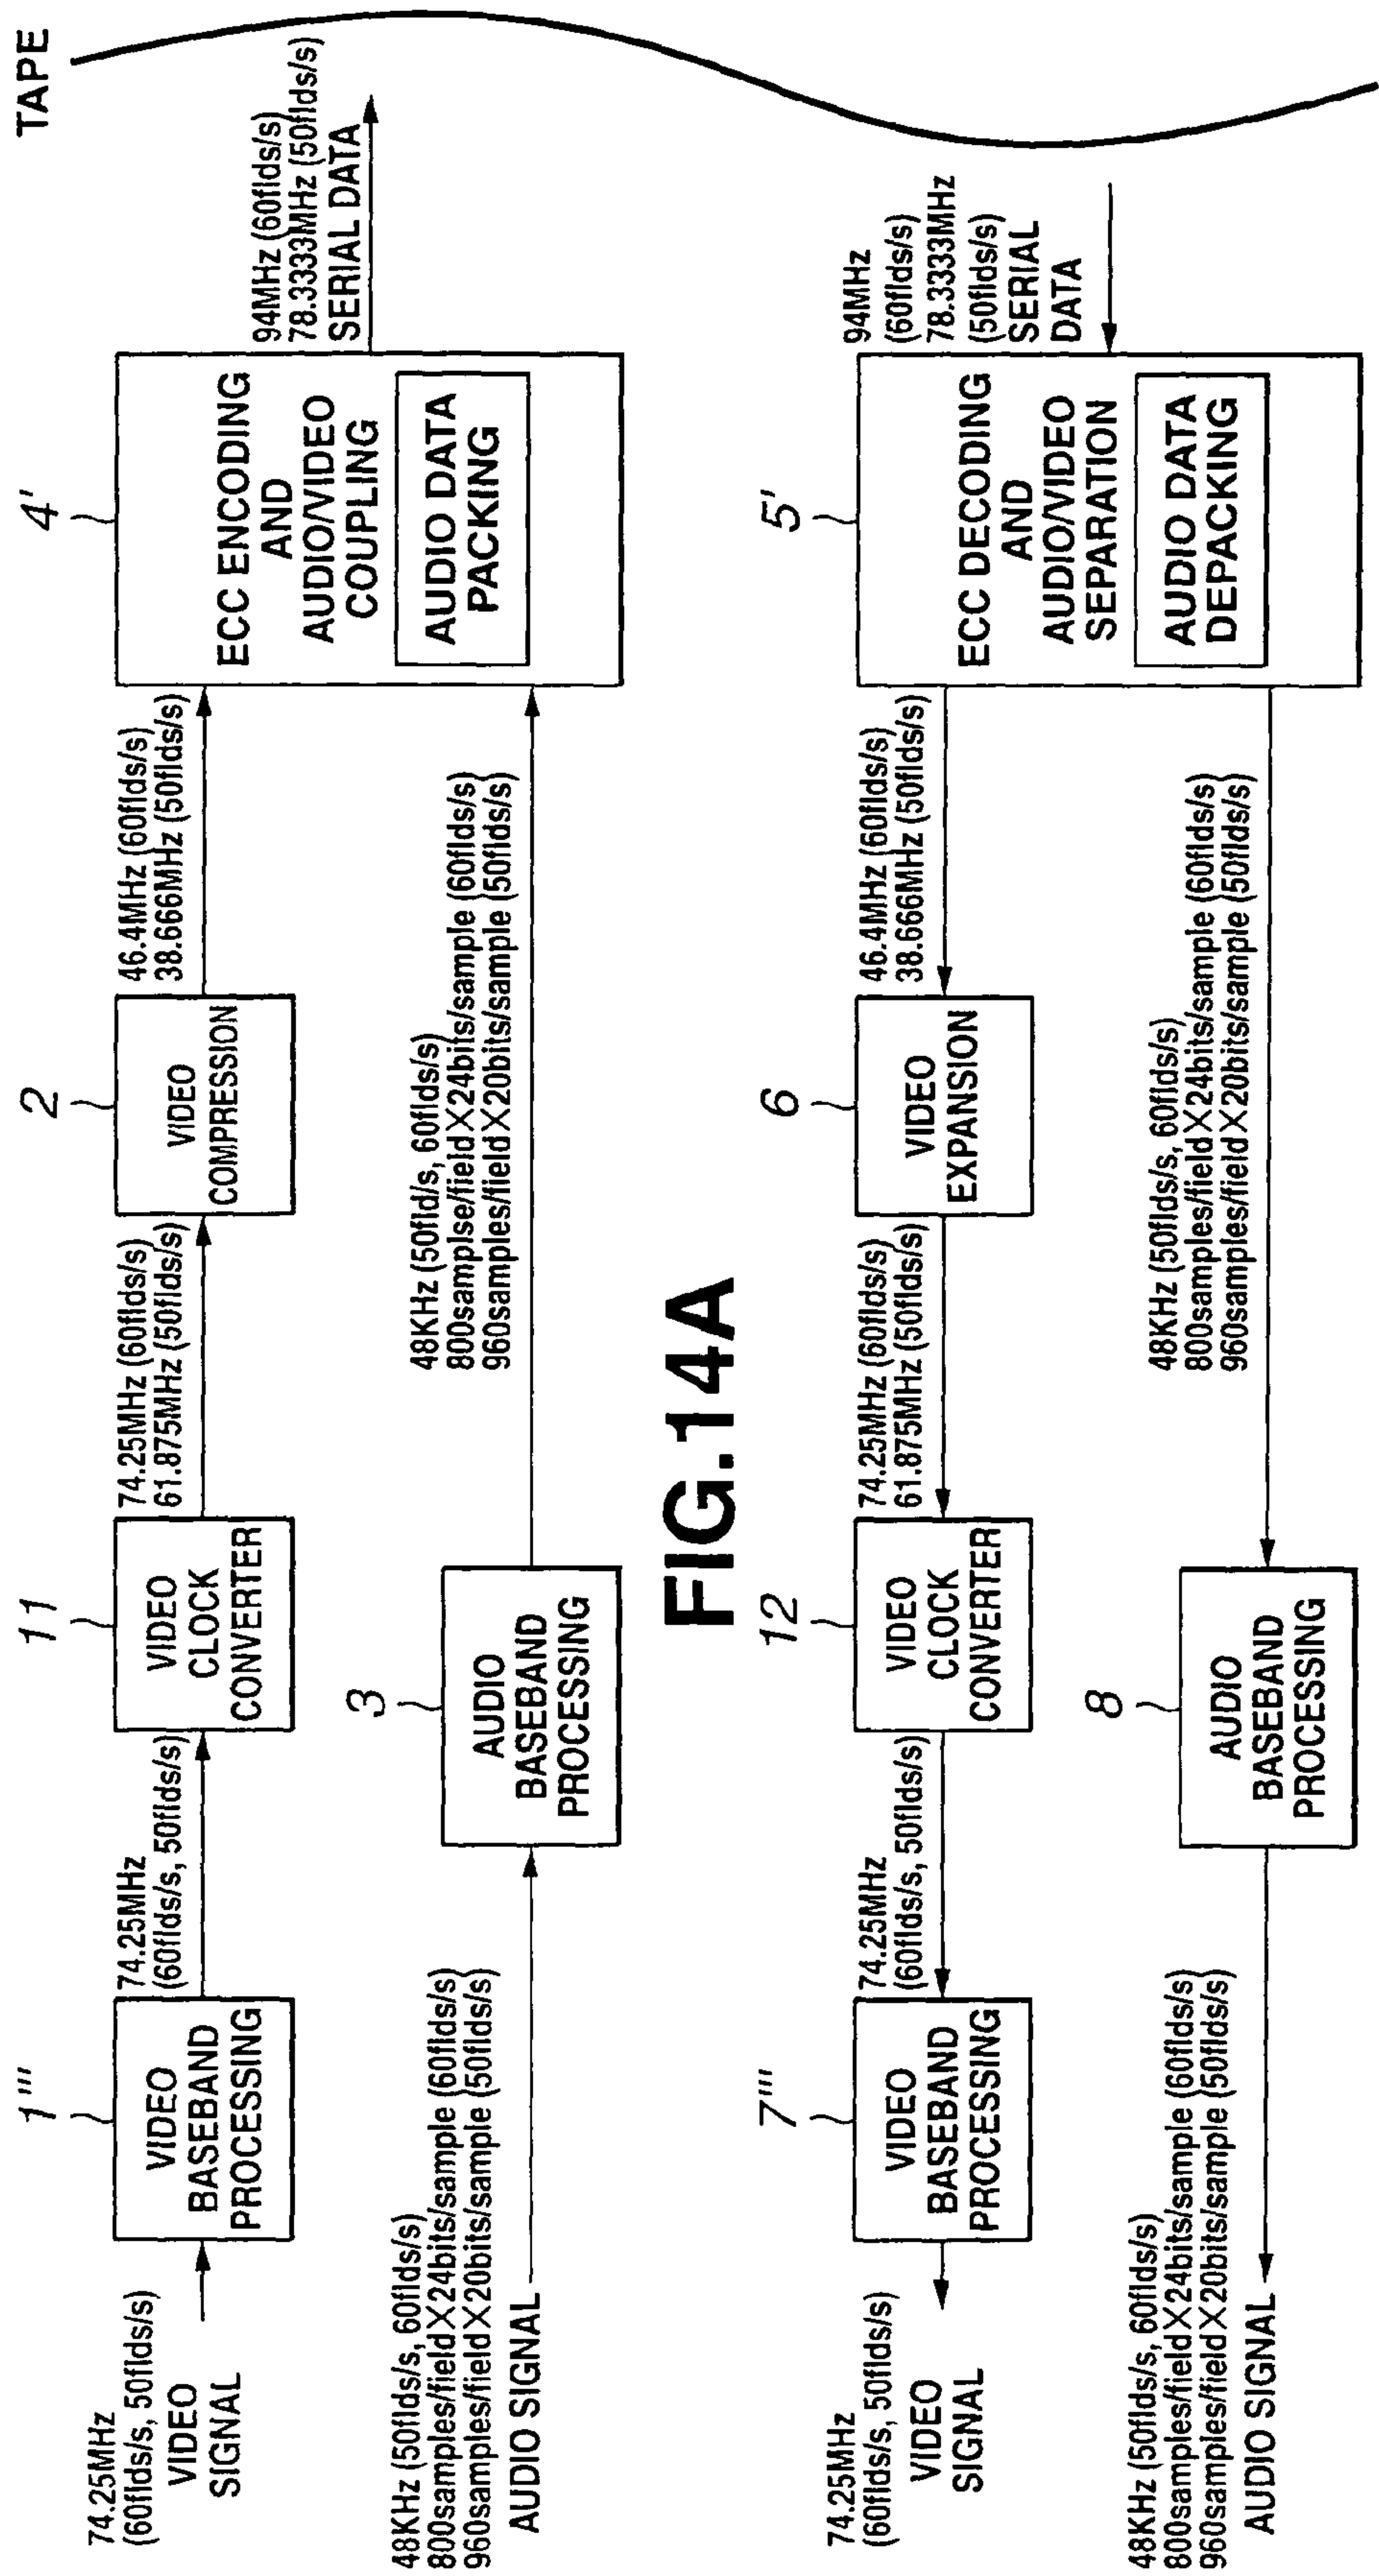 TAPE
1'''
11
2
4'
74.25MHz
(60flds/s, 50flds/s)
VIDEO
SIGNAL
VIDEO
BASEBAND
PROCESSING
74.25MHz
(60flds/s, 50flds/s)
VIDEO
CLOCK
CONVERTER
74.25MHz (60flds/s)
61.875MHz (50flds/s)
VIDEO
COMPRESSION
46.4MHz (60flds/s)
38.666MHz (50flds/s)
ECC ENCODING
AND
AUDIO/VIDEO
COUPLING
AUDIO DATA
PACKING
94MHz (60flds/s)
78.3333MHz (50flds/s)
SERIAL DATA
48KHz (50flds/s, 60flds/s)
800samples/field×24bits/sample (60flds/s)
960samples/field×20bits/sample (50flds/s)
AUDIO SIGNAL
3
AUDIO
BASEBAND
PROCESSING
48KHz (50fld/s, 60flds/s)
800samplse/field×24bits/sample (60flds/s)
960samples/field×20bits/sample (50flds/s)
FIG.14A
7'''
12
6
5'
74.25MHz
(60flds/s, 50flds/s)
VIDEO
SIGNAL
VIDEO
BASEBAND
PROCESSING
74.25MHz
(60flds/s, 50flds/s)
VIDEO
CLOCK
CONVERTER
74.25MHz (60flds/s)
61.875MHz (50flds/s)
VIDEO
EXPANSION
46.4MHz (60flds/s)
38.666MHz (50flds/s)
ECC DECODING
AND
AUDIO/VIDEO
SEPARATION
AUDIO DATA
DEPACKING
94MHz
(60flds/s)
78.3333MHz
(50flds/s)
SERIAL
DATA
48KHz (50flds/s, 60flds/s)
800samples/field×24bits/sample (60flds/s)
960samples/field×20bits/sample (50flds/s)
AUDIO SIGNAL
8
AUDIO
BASEBAND
PROCESSING
48KHz (50flds/s, 60flds/s)
800samples/field×24bits/sample (60flds/s)
960samples/field×20bits/sample (50flds/s)